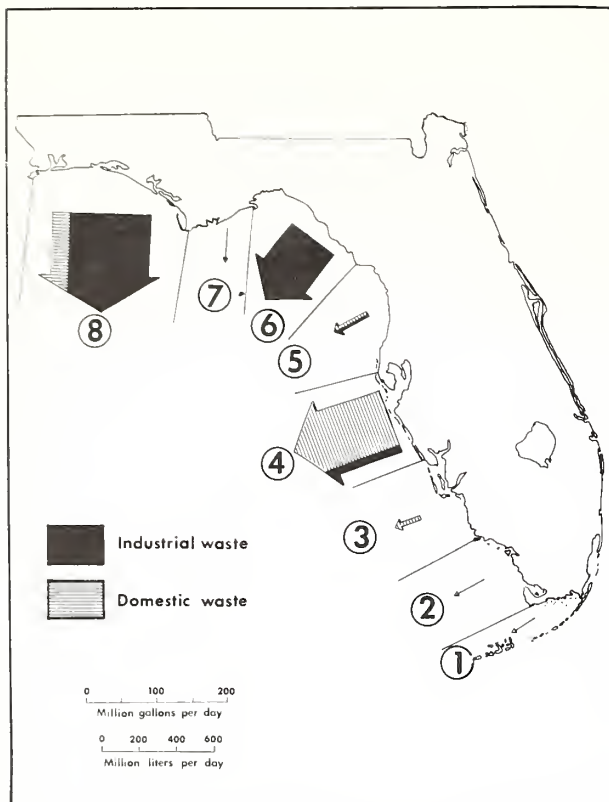 8
7
6
5
4
3
2
1
Industrial waste
Domestic waste
0 100 200
Million gallons per day
0 200 400 600
Million liters per day